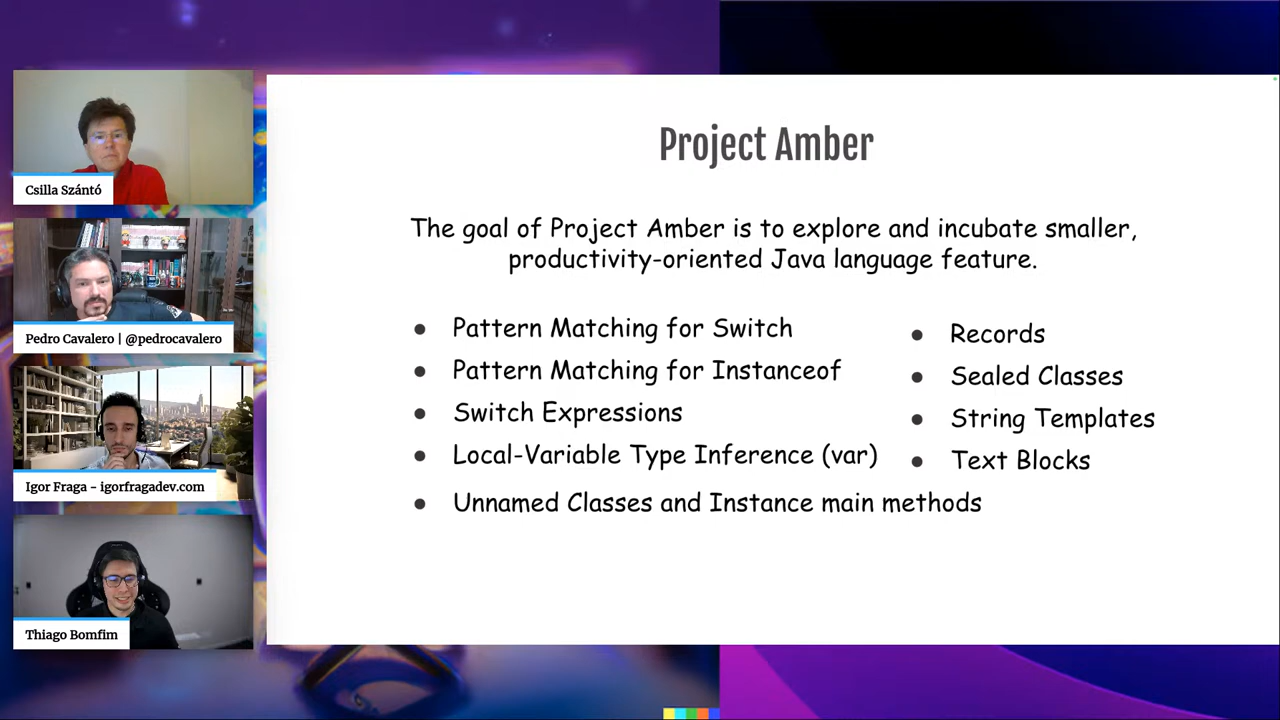 Csilla Szántó
Pedro Cavalero | @pedrocavalero
Igor Fraga - igorfragadev.com
Thiago Bomfim
Project Amber
The goal of Project Amber is to explore and incubate smaller,
productivity-oriented Java language feature.
● Pattern Matching for Switch
● Pattern Matching for Instanceof
● Switch Expressions
● Local-Variable Type Inference (var)
● Unnamed Classes and Instance main methods
● Records
● Sealed Classes
● String Templates
● Text Blocks